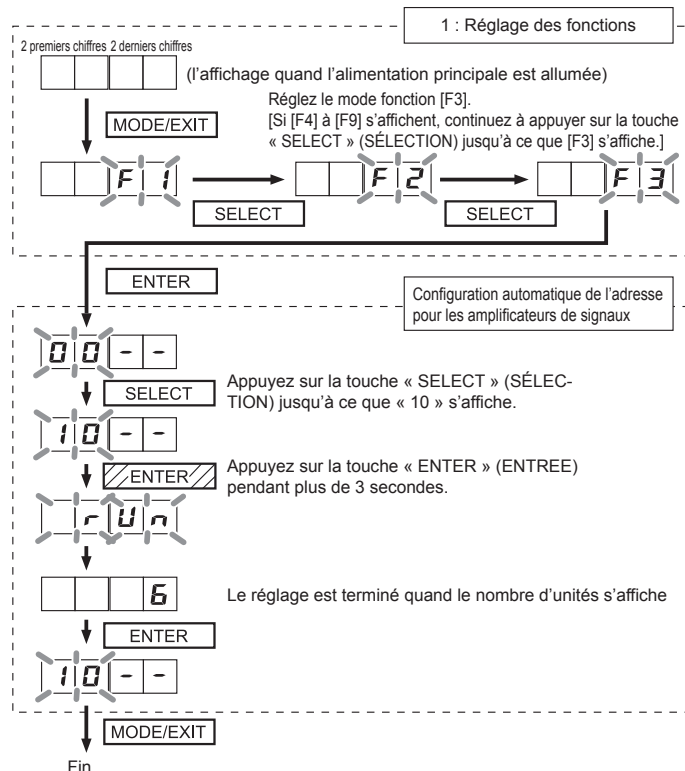 1 : Réglage des fonctions
2 premiers chiffres 2 derniers chiffres
(l’affichage quand l’alimentation principale est allumée)
Réglez le mode fonction [F3].
MODE/EXIT
[Si [F4] à [F9] s’affichent, continuez à appuyer sur la touche
« SELECT » (SÉLECTION) jusqu’à ce que [F3] s’affiche.]
F 1
F 2
F 3
SELECT
SELECT
ENTER
Configuration automatique de l’adresse
pour les amplificateurs de signaux
0 0 - -
SELECT
Appuyez sur la touche « SELECT » (SÉLEC-
TION) jusqu’à ce que « 10 » s’affiche.
1 0 - -
ENTER
Appuyez sur la touche « ENTER » (ENTREE)
pendant plus de 3 secondes.
r U n
6
Le réglage est terminé quand le nombre d’unités s’affiche
ENTER
1 0 - -
MODE/EXIT
Fin